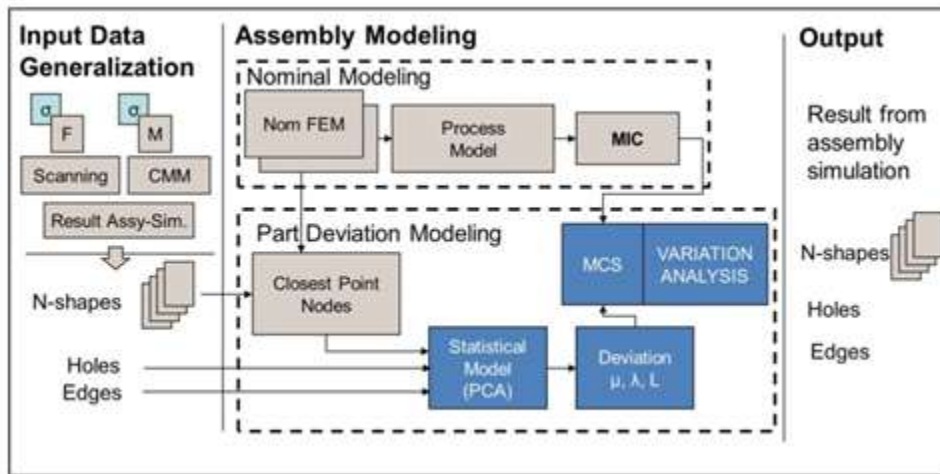 Input Data
Generalization
σ
F
σ
M
Scanning
CMM
Result Assy-Sim.
N-shapes
Holes
Edges
Assembly Modeling
Nominal Modeling
Nom FEM
Process
Model
MIC
Part Deviation Modeling
Closest Point
Nodes
Statistical
Model
(PCA)
Deviation
μ, λ, L
MCS
VARIATION
ANALYSIS
Output
Result from
assembly
simulation
N-shapes
Holes
Edges